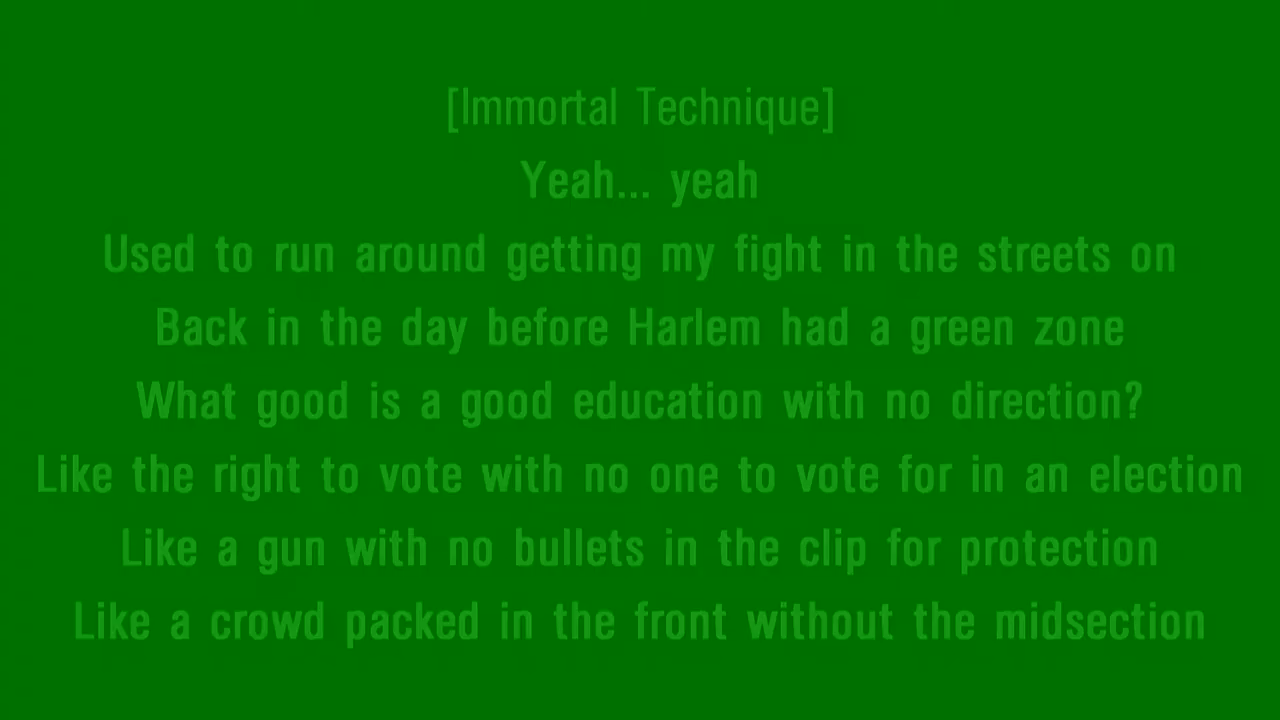 [Immortal Technique]
Yeah... yeah
Used to run around getting my fight in the streets on
Back in the day before Harlem had a green zone
What good is a good education with no direction?
Like the right to vote with no one to vote for in an election
Like a gun with no bullets in the clip for protection
Like a crowd packed in the front without the midsection